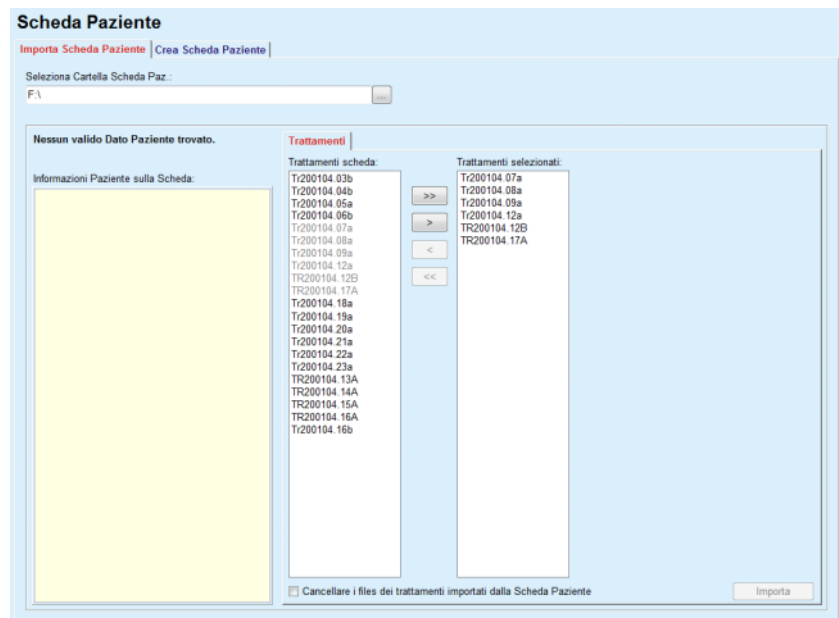 Scheda Paziente
Importa Scheda Paziente
Crea Scheda Paziente
Seleziona Cartella Scheda Paz.:
F:\
...
Nessun valido Dato Paziente trovato.
Informazioni Paziente sulla Scheda:
Trattamenti
Trattamenti scheda:
Tr200104.03b
Tr200104.04b
Tr200104.05a
Tr200104.06b
Tr200104.07a
Tr200104.08a
Tr200104.09a
Tr200104.12a
TR200104.12B
TR200104.17A
Tr200104.18a
Tr200104.19a
Tr200104.20a
Tr200104.21a
Tr200104.22a
Tr200104.23a
TR200104.13A
TR200104.14A
TR200104.15A
TR200104.16A
Tr200104.16b
>>
>
<
<<
Trattamenti selezionati:
Tr200104.07a
Tr200104.08a
Tr200104.09a
Tr200104.12a
TR200104.12B
TR200104.17A
Cancellare i files dei trattamenti importati dalla Scheda Paziente
Importa